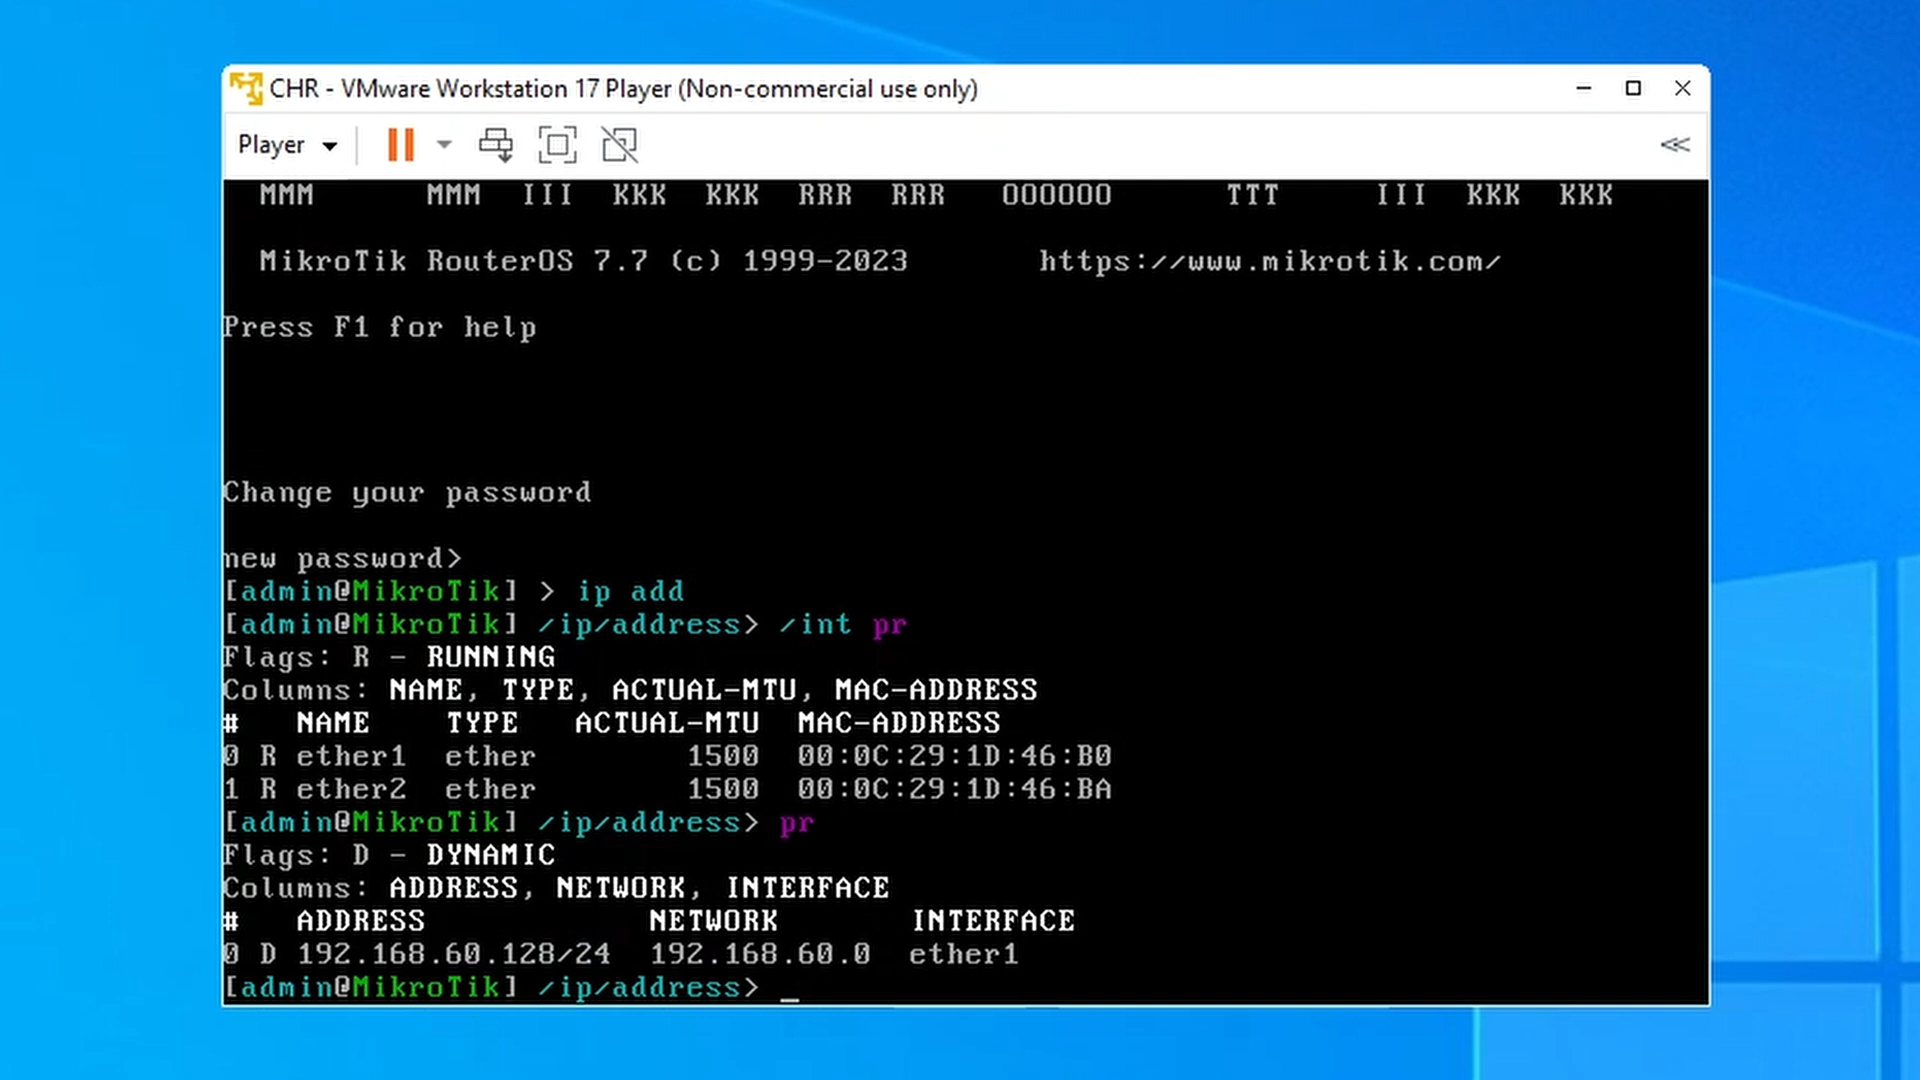 CHR - VMware Workstation 17 Player (Non-commercial use only)
Player
MMM MMM III KKK KKK RRR RRR OOOOOO TTT III KKK KKK
MikroTik RouterOS 7.7 (c) 1999-2023 https://www.mikrotik.com/
Press F1 for help
Change your password
new password>
[admin@MikroTik] > ip add
[admin@MikroTik] /ip/address> /int pr
Flags: R - RUNNING
Columns: NAME, TYPE, ACTUAL-MTU, MAC-ADDRESS
# NAME TYPE ACTUAL-MTU MAC-ADDRESS
0 R ether1 ether 1500 00:0C:29:1D:46:B0
1 R ether2 ether 1500 00:0C:29:1D:46:BA
[admin@MikroTik] /ip/address> pr
Flags: D - DYNAMIC
Columns: ADDRESS, NETWORK, INTERFACE
# ADDRESS NETWORK INTERFACE
0 D 192.168.60.128/24 192.168.60.0 ether1
[admin@MikroTik] /ip/address> _